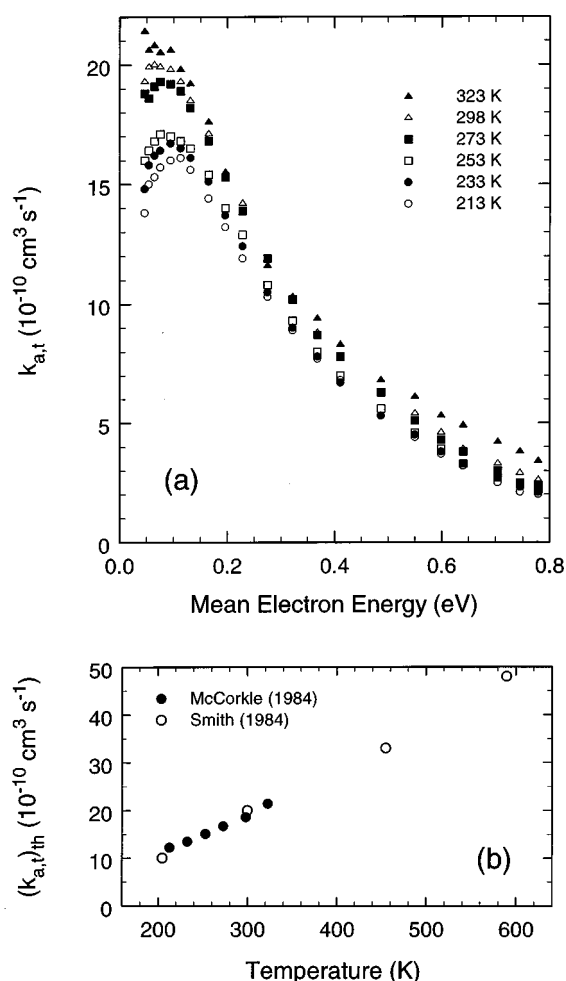 20
15
10
5
0
k_{a,t} (10^{-10} cm^3 s^{-1})
323 K
298 K
273 K
253 K
233 K
213 K
(a)
0.0 0.2 0.4 0.6 0.8
Mean Electron Energy (eV)
50
40
30
20
10
0
(k_{a,t})_{th} (10^{-10} cm^3 s^{-1})
McCorkle (1984)
Smith (1984)
(b)
200 300 400 500 600
Temperature (K)